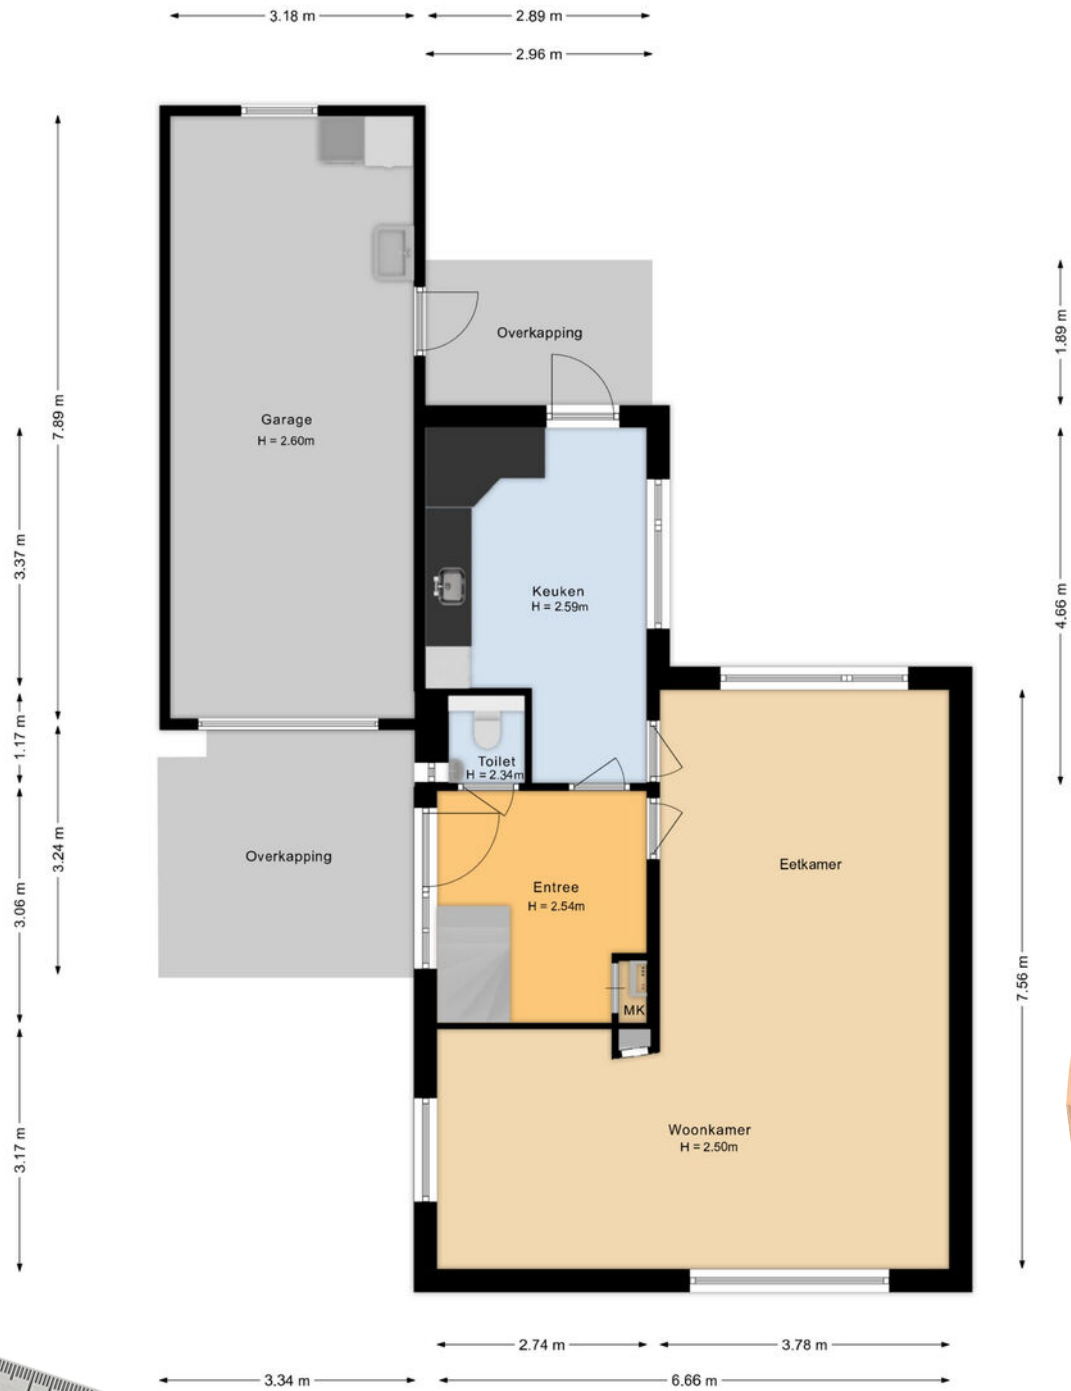 3.18 m
2.89 m
2.96 m
7.89 m
1.89 m
Overkapping
Garage
H = 2.60m
3.37 m
4.66 m
Keuken
H = 2.59m
1.17 m
Toilet
H = 2.34m
3.24 m
Overkapping
Eetkamer
3.06 m
Entree
H = 2.54m
7.56 m
MK
3.17 m
Woonkamer
H = 2.50m
2.74 m
3.78 m
3.34 m
6.66 m